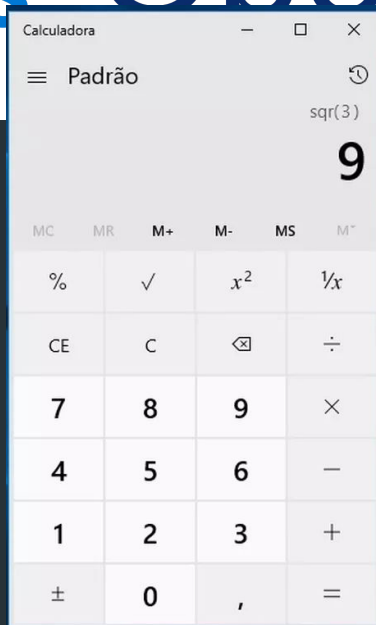 Calculadora
Padrão
sqr(3)
9
MC MR M+ M- MS M˅
% √ x² ¹/x
CE C ÷
7 8 9 ×
4 5 6 −
1 2 3 +
± 0 , =